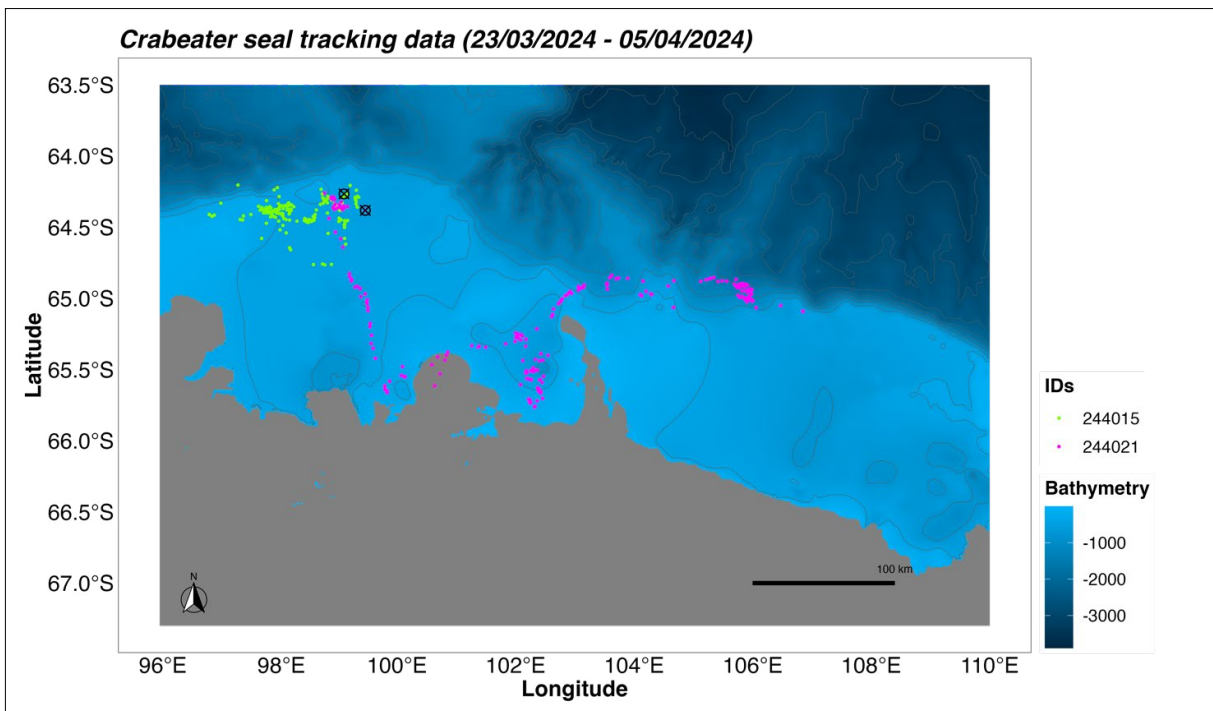 Crabeater seal tracking data (23/03/2024 - 05/04/2024)
63.5°S
64.0°S
64.5°S
65.0°S
65.5°S
66.0°S
66.5°S
67.0°S
Latitude
N
100 km
96°E 98°E 100°E 102°E 104°E 106°E 108°E 110°E
Longitude
IDs
244015
244021
Bathymetry
-1000
-2000
-3000